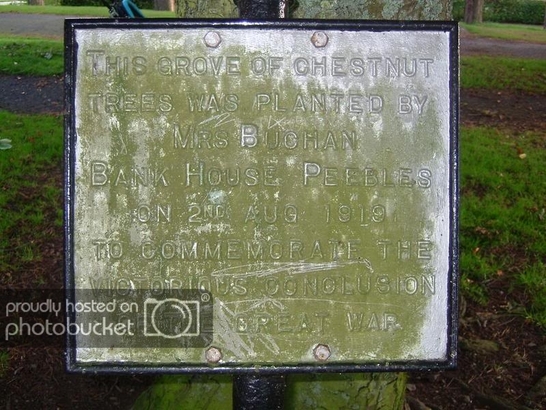 THIS GROVE OF CHESTNUT
TREES WAS PLANTED BY
MRS BUCHAN
BANK HOUSE PEEBLES
ON 2ND AUG 1919
TO COMMEMORATE THE
VICTORIOUS CONCLUSION
GREAT WAR
proudly hosted on
photobucket